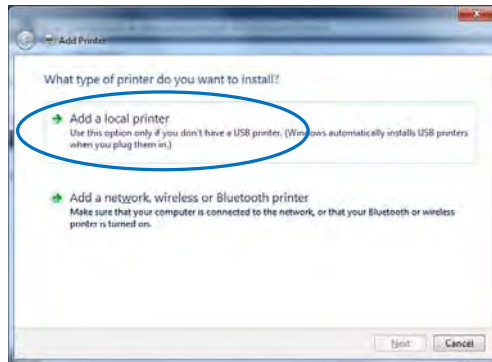 Add Printer
What type of printer do you want to install?
Add a local printer
Use this option only if you don't have a USB printer. (Windows automatically installs USB printers
when you plug them in.)
Add a network, wireless or Bluetooth printer
Make sure that your computer is connected to the network, or that your Bluetooth or wireless
printer is turned on.
Next
Cancel